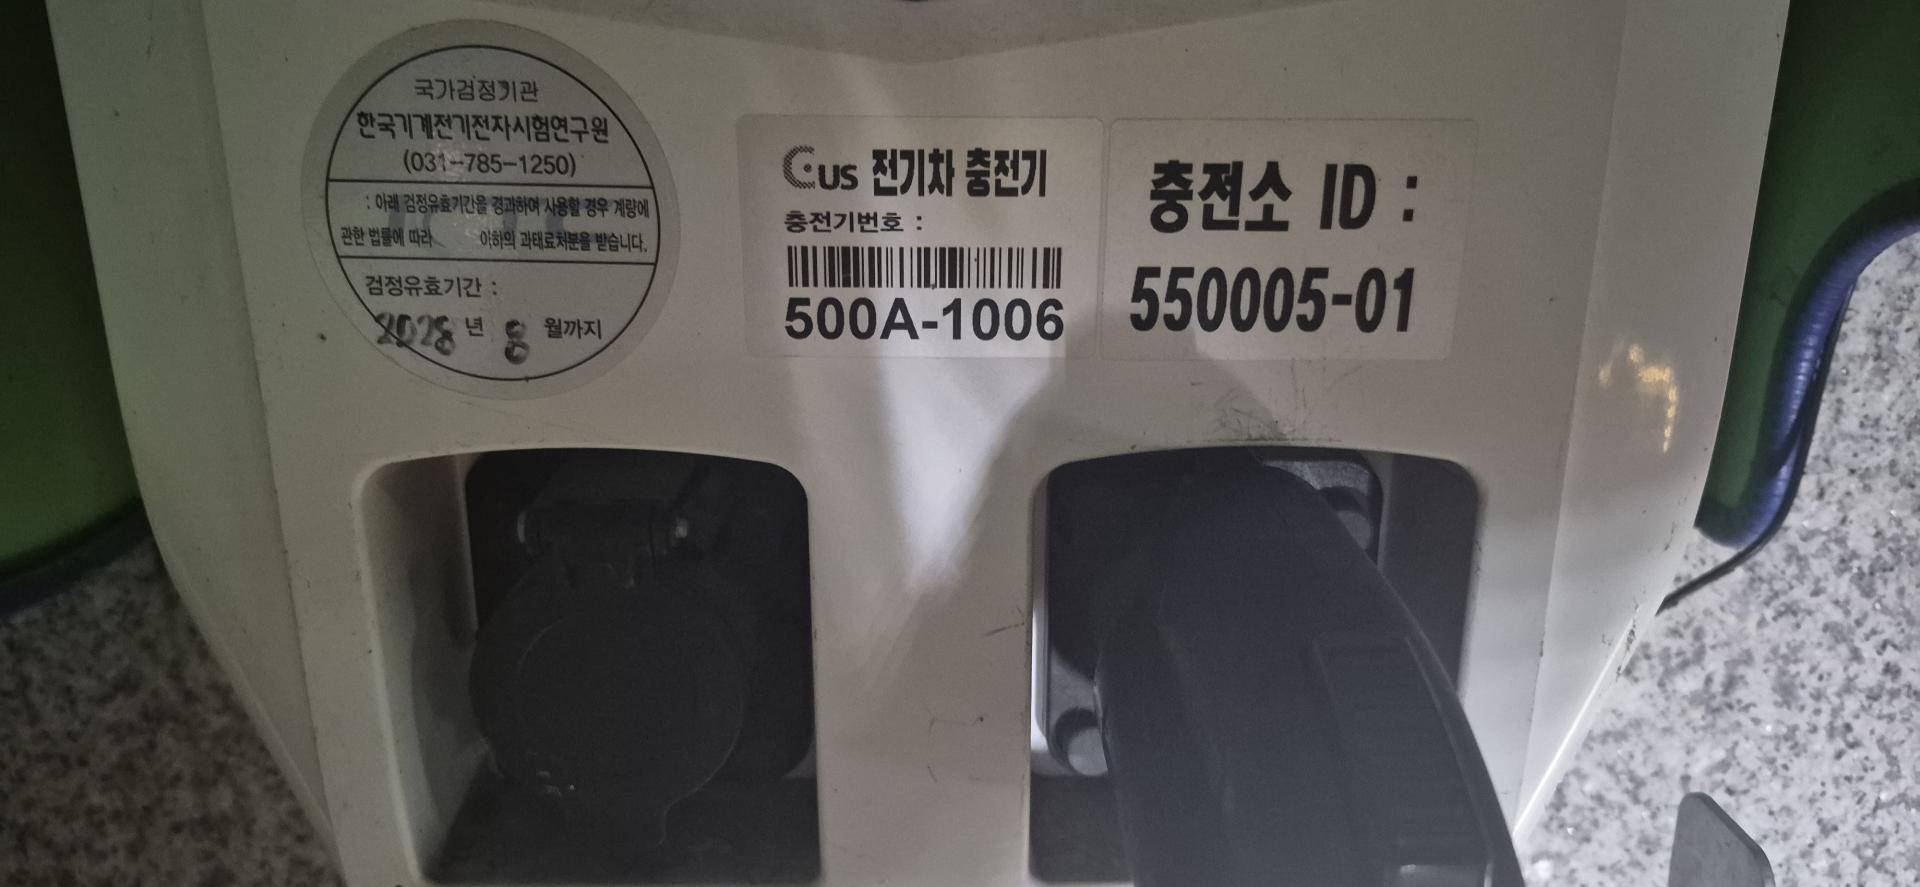 국가검정기관
한국기계전기전자시험연구원
(031-785-1250)
: 아래 검정유효기간을 경과하여 사용할 경우 계량에
관한 법률에 따라 이하의 과태료처분을 받습니다.
검정유효기간 :
2028 년 8 월까지
Cus 전기차 충전기
충전기번호 :
500A-1006
충전소 ID :
550005-01